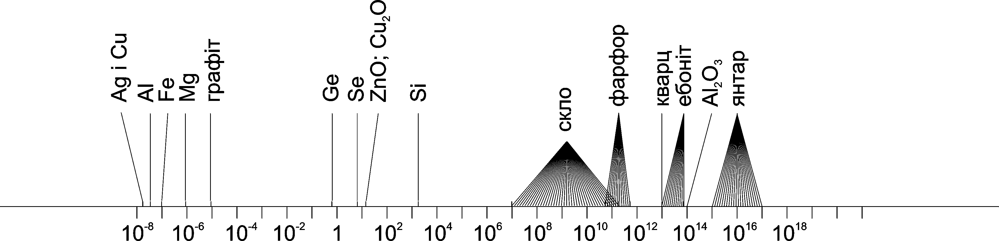 Ag і Cu
Al
Fe
Mg
графіт
Ge
Se
ZnO; Cu₂O
Si
скло
фарфор
кварц
ебоніт
Al₂O₃
янтар
10⁻⁸
10⁻⁶
10⁻⁴
10⁻²
1
10²
10⁴
10⁶
10⁸
10¹⁰
10¹²
10¹⁴
10¹⁶
10¹⁸